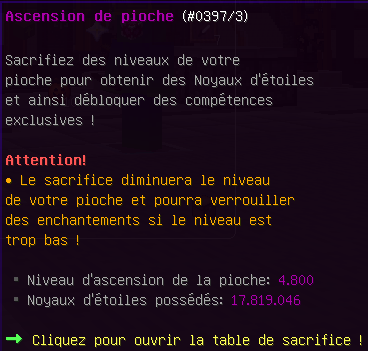 Ascension de pioche (#0397/3)
Sacrifiez des niveaux de votre
pioche pour obtenir des Noyaux d'étoiles
et ainsi débloquer des compétences
exclusives !
Attention!
• Le sacrifice diminuera le niveau
de votre pioche et pourra verrouiller
des enchantements si le niveau est
trop bas !
▪ Niveau d'ascension de la pioche: 4.800
▪ Noyaux d'étoiles possédés: 17.819.046
→ Cliquez pour ouvrir la table de sacrifice !